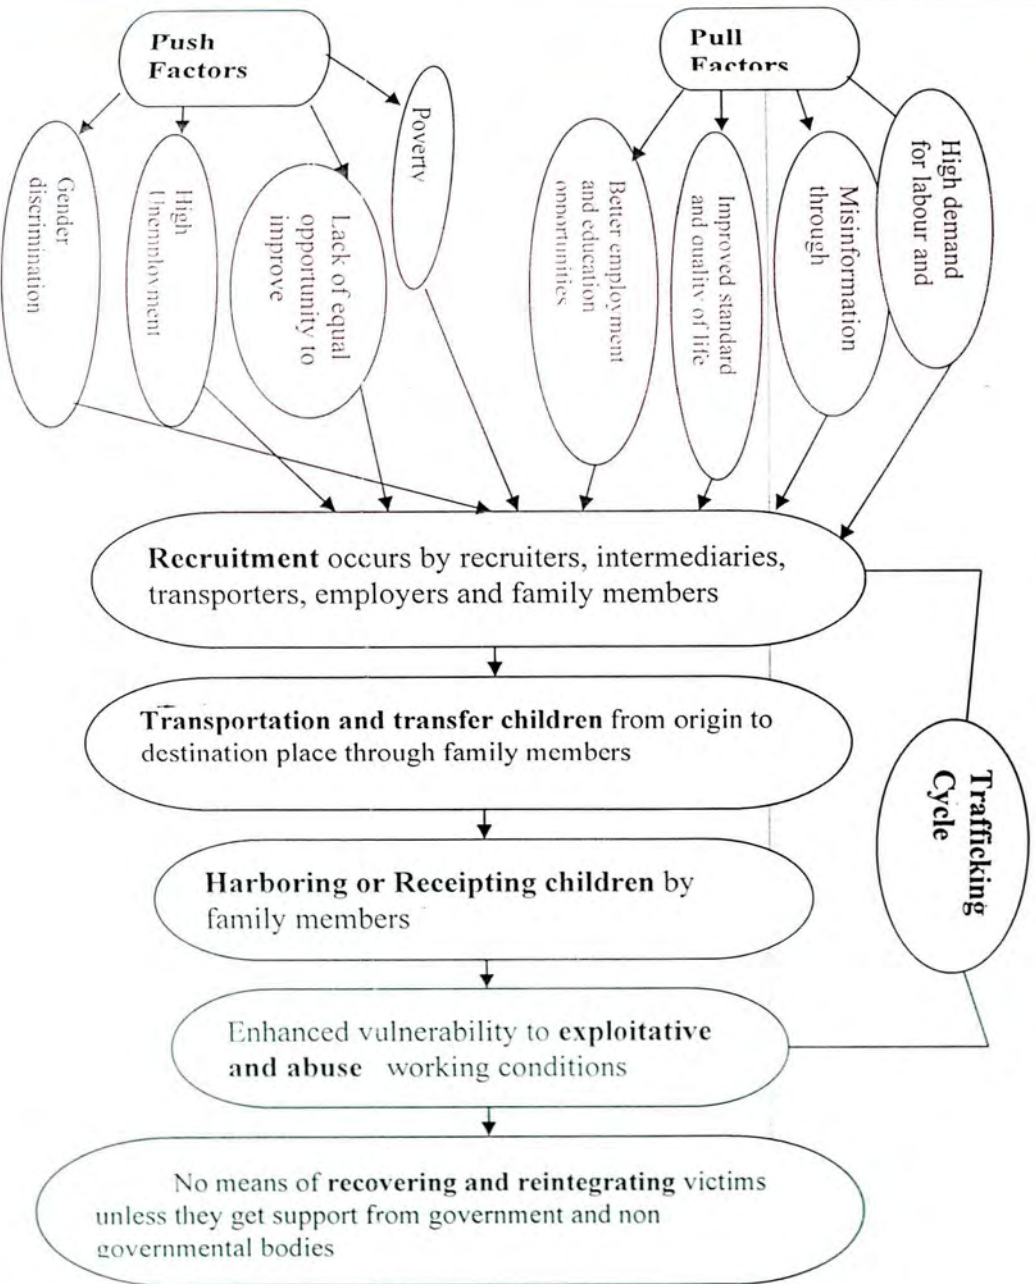 Push
Factors
Pull
Factors
Gender
discrimination
High
Unemployment
Lack of equal
opportunity to
improve
Poverty
Better employment
and education
opportunities
Improved standard
and quality of life
Misinformation
through
High demand
for labour and
Recruitment occurs by recruiters, intermediaries,
transporters, employers and family members
Transportation and transfer children from origin to
destination place through family members
Harboring or Receipting children by
family members
Enhanced vulnerability to exploitative
and abuse working conditions
No means of recovering and reintegrating victims
unless they get support from government and non
governmental bodies
Trafficking
Cycle